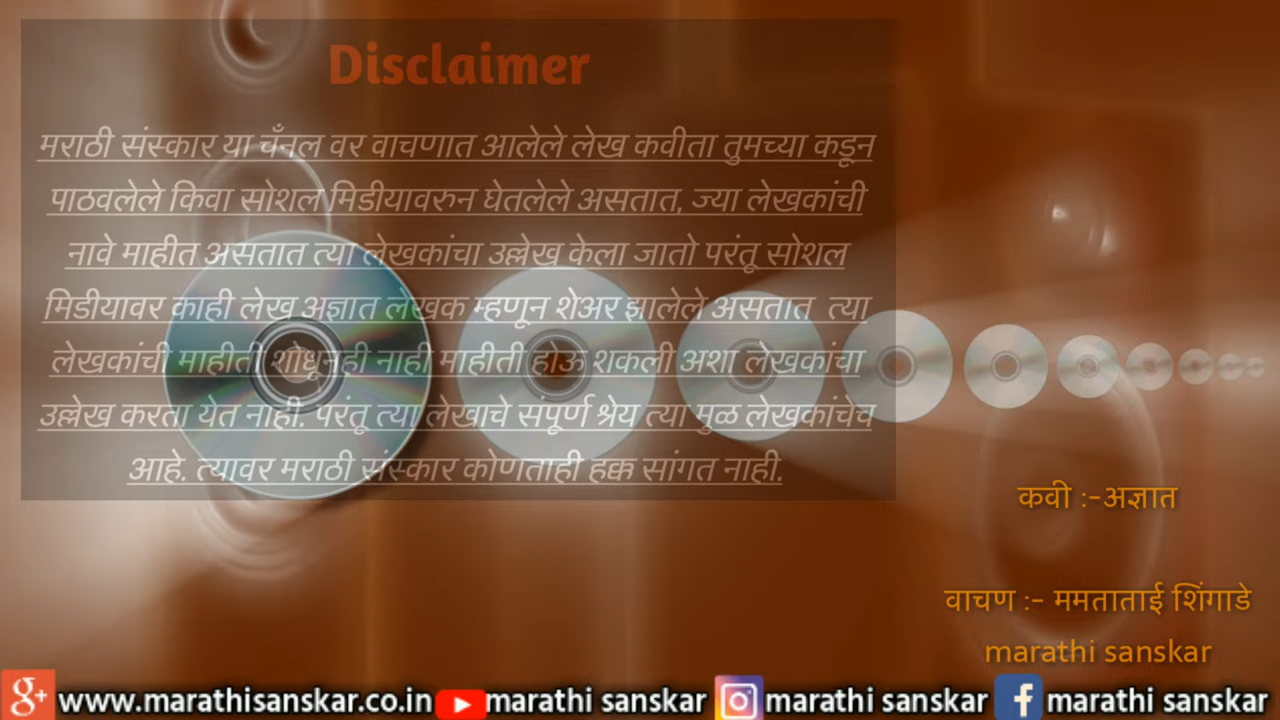 Disclaimer
मराठी संस्कार या चॅंनल वर वाचणात आलेले लेख कवीता तुमच्या कडून
पाठवलेले किवा सोशल मिडीयावरुन घेतलेले असतात, ज्या लेखकांची
नावे माहीत असतात त्या लेखकांचा उल्लेख केला जातो परंतू सोशल
मिडीयावर काही लेख अज्ञात लेखक म्हणून शेअर झालेले असतात त्या
लेखकांची माहीती शोधूनही नाही माहीती होऊ शकली अशा लेखकांचा
उल्लेख करता येत नाही. परंतू त्या लेखाचे संपूर्ण श्रेय त्या मुळ लेखकांचेच
आहे. त्यावर मराठी संस्कार कोणताही हक्क सांगत नाही.
कवी :-अज्ञात
वाचण :- ममताताई शिंगाडे
marathi sanskar
g+ www.marathisanskar.co.in marathi sanskar marathi sanskar f marathi sanskar